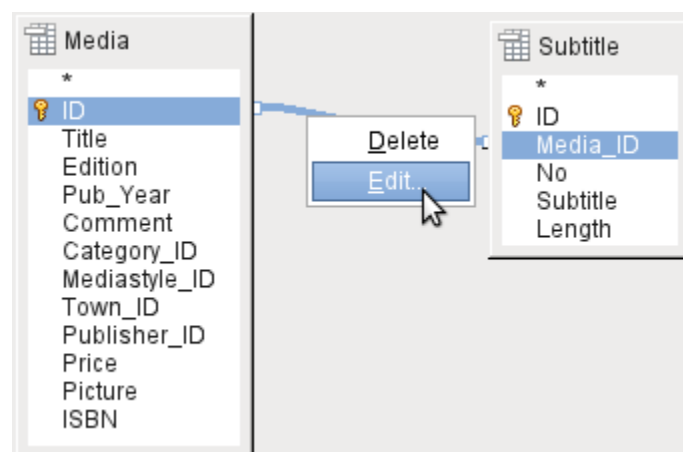 Media
*
ID
Title
Edition
Pub_Year
Comment
Category_ID
Mediastyle_ID
Town_ID
Publisher_ID
Price
Picture
ISBN
Delete
Edit...
Subtitle
*
ID
Media_ID
No
Subtitle
Length